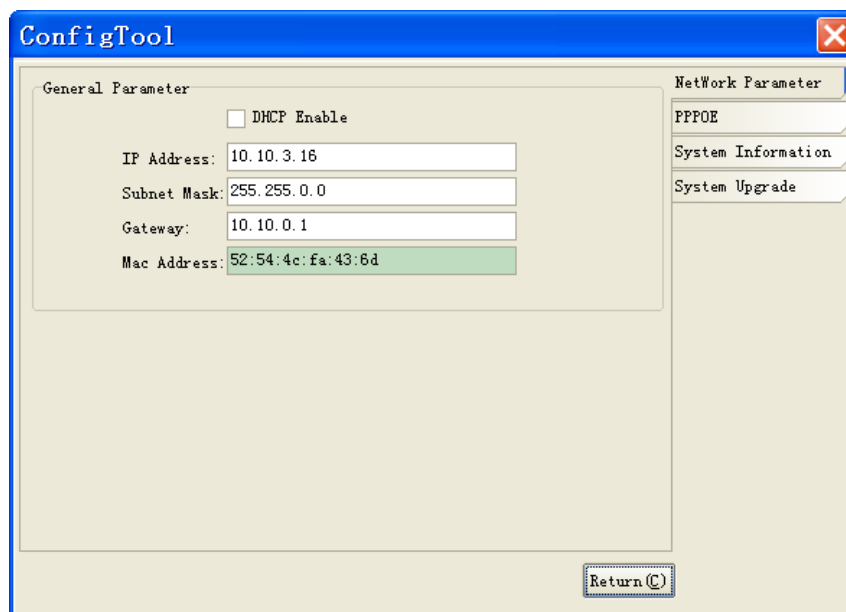 ConfigTool
General Parameter
DHCP Enable
IP Address: 10.10.3.16
Subnet Mask: 255.255.0.0
Gateway: 10.10.0.1
Mac Address: 52:54:4c:fa:43:6d
NetWork Parameter
PPPOE
System Information
System Upgrade
Return(C)